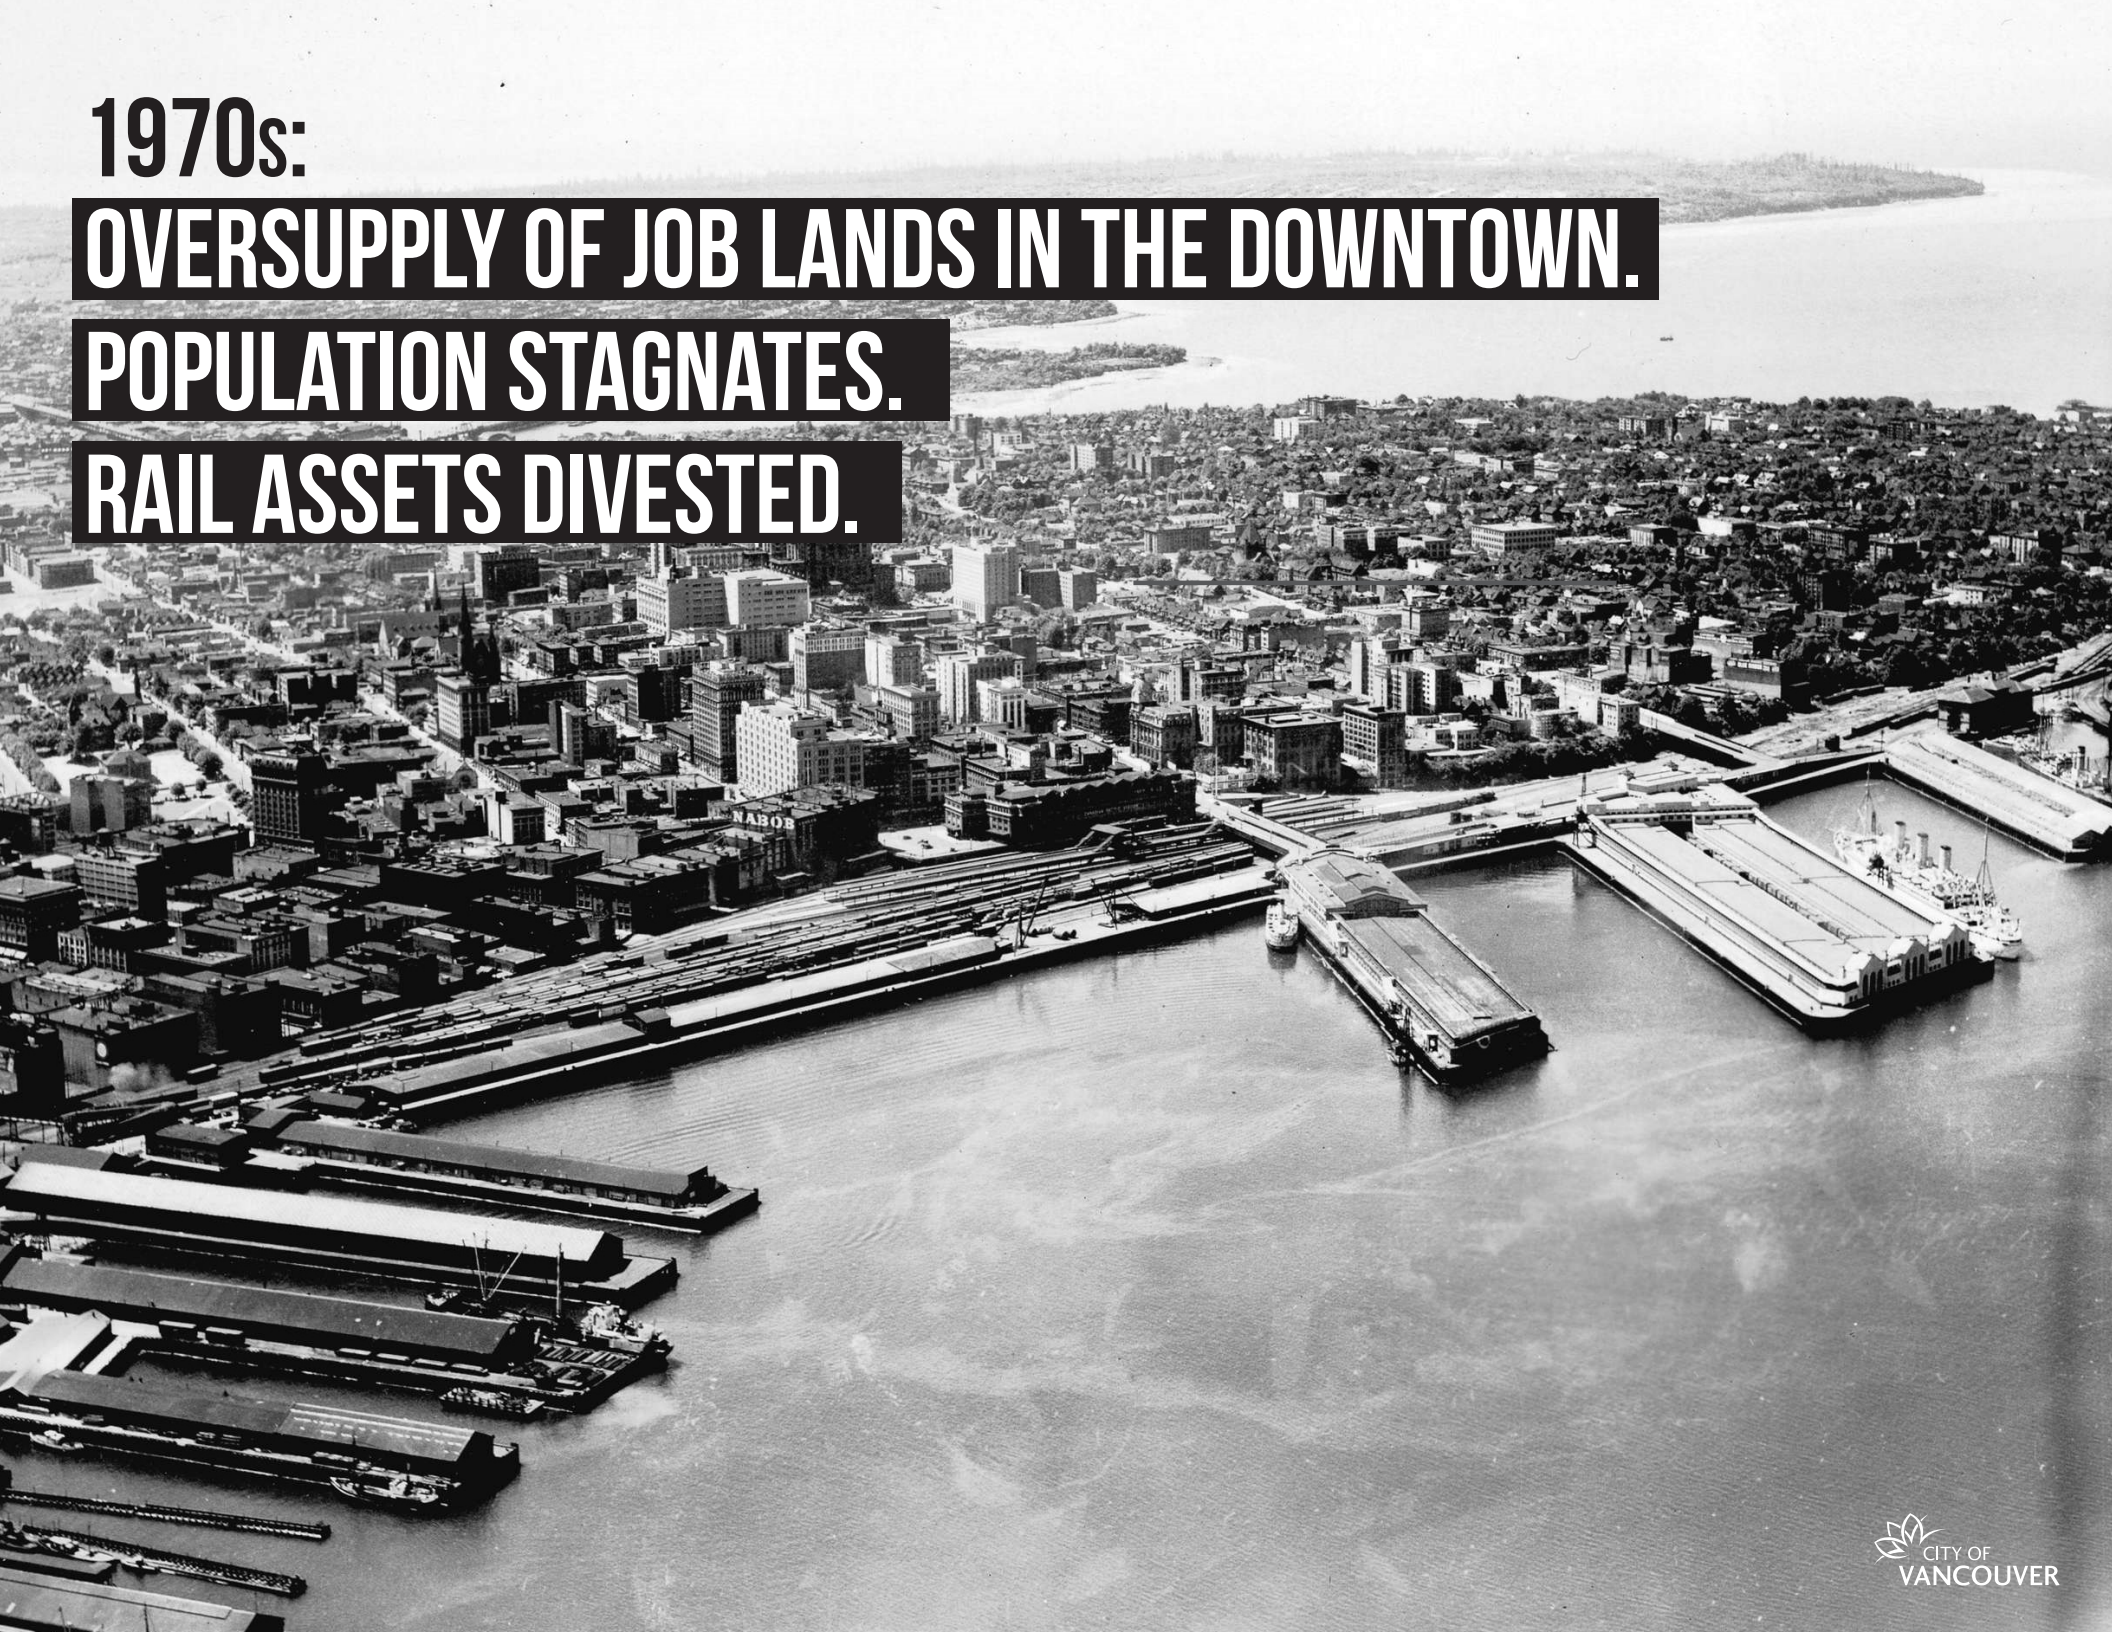 1970s:
OVERSUPPLY OF JOB LANDS IN THE DOWNTOWN.
POPULATION STAGNATES.
RAIL ASSETS DIVESTED.
NABOB
CITY OF
VANCOUVER